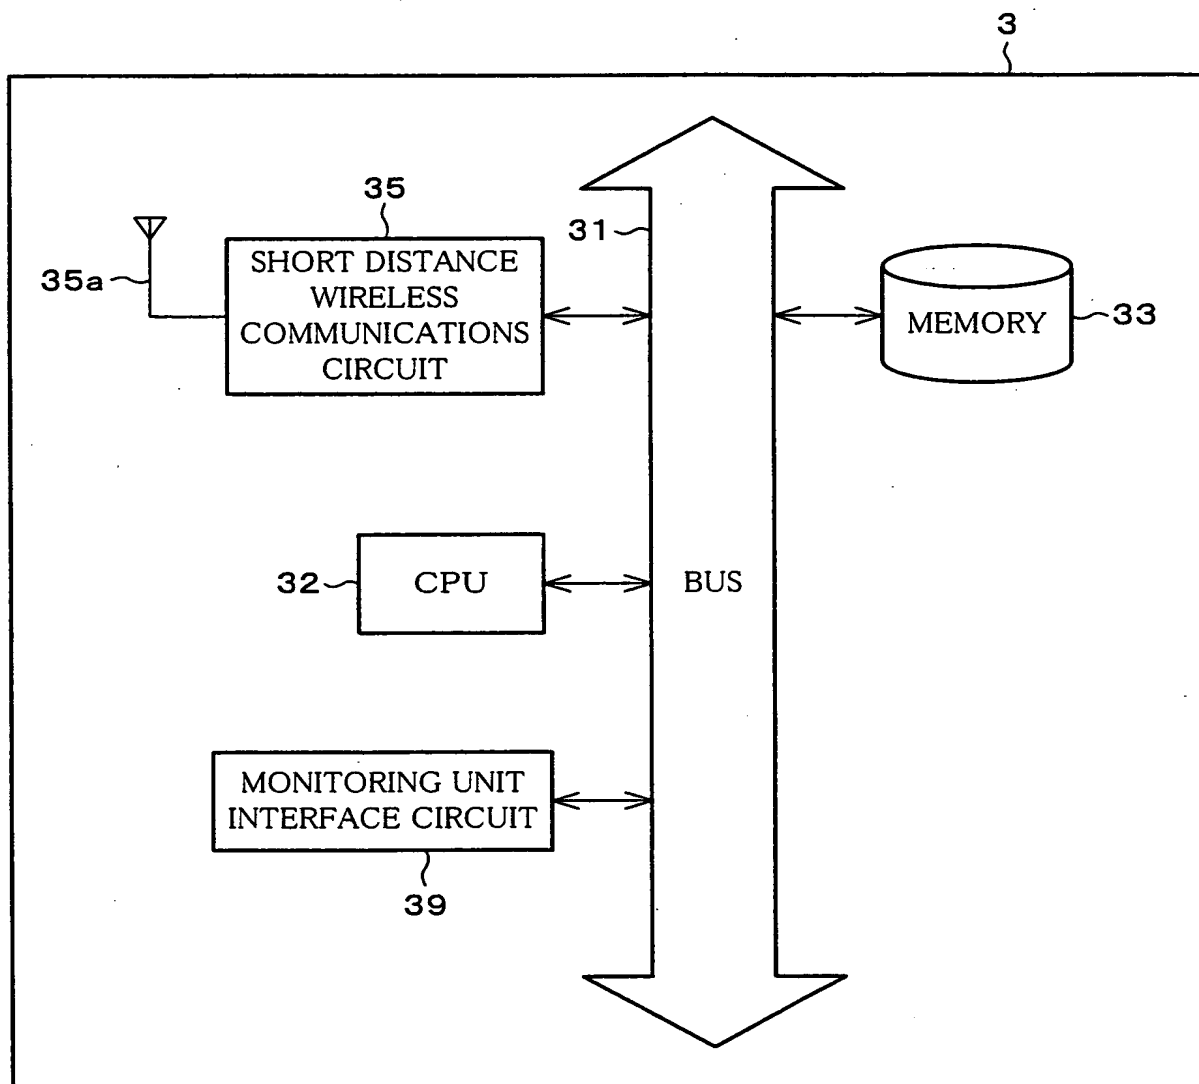 3
35
31
35a
SHORT DISTANCE
WIRELESS
COMMUNICATIONS
CIRCUIT
MEMORY
33
32
CPU
BUS
MONITORING UNIT
INTERFACE CIRCUIT
39